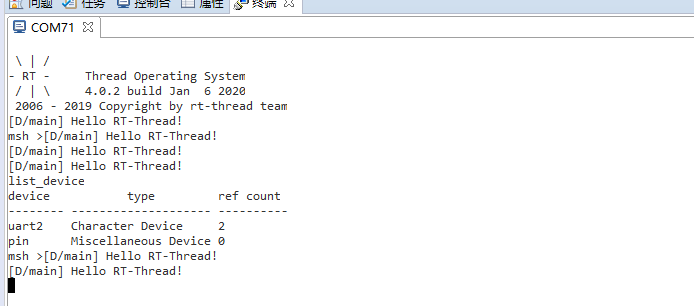 问题 任务 控制台 属性 终端
COM71
\ | /
- RT -     Thread Operating System
/ | \     4.0.2 build Jan  6 2020
2006 - 2019 Copyright by rt-thread team
[D/main] Hello RT-Thread!
msh >[D/main] Hello RT-Thread!
[D/main] Hello RT-Thread!
[D/main] Hello RT-Thread!
list_device
device           type         ref count
-------- -------------------- ----------
uart2    Character Device     2
pin      Miscellaneous Device 0
msh >[D/main] Hello RT-Thread!
[D/main] Hello RT-Thread!